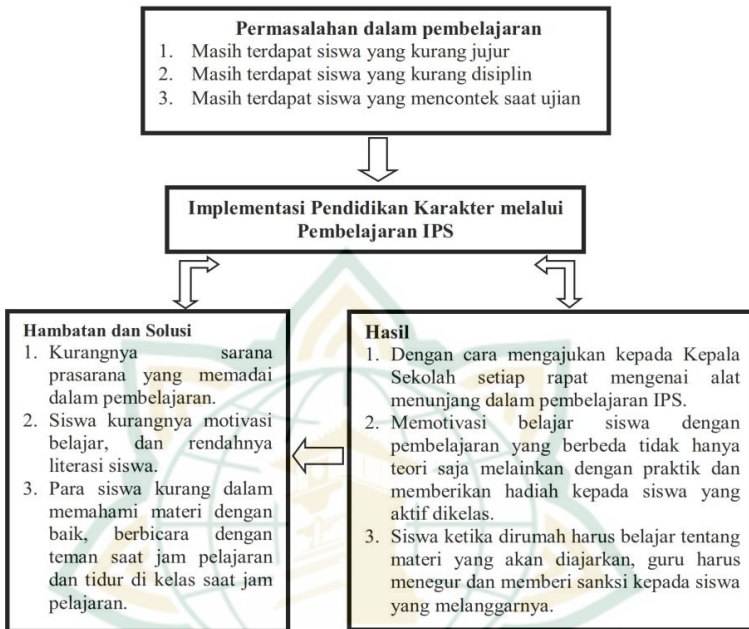 Permasalahan dalam pembelajaran
1. Masih terdapat siswa yang kurang jujur
2. Masih terdapat siswa yang kurang disiplin
3. Masih terdapat siswa yang mencontek saat ujian
Implementasi Pendidikan Karakter melalui
Pembelajaran IPS
Hambatan dan Solusi
1. Kurangnya sarana
prasarana yang memadai
dalam pembelajaran.
2. Siswa kurangnya motivasi
belajar, dan rendahnya
literasi siswa.
3. Para siswa kurang dalam
memahami materi dengan
baik, berbicara dengan
teman saat jam pelajaran
dan tidur di kelas saat jam
pelajaran.
Hasil
1. Dengan cara mengajukan kepada Kepala
Sekolah setiap rapat mengenai alat
menunjang dalam pembelajaran IPS.
2. Memotivasi belajar siswa dengan
pembelajaran yang berbeda tidak hanya
teori saja melainkan dengan praktik dan
memberikan hadiah kepada siswa yang
aktif dikelas.
3. Siswa ketika dirumah harus belajar tentang
materi yang akan diajarkan, guru harus
menegur dan memberi sanksi kepada siswa
yang melanggarnya.